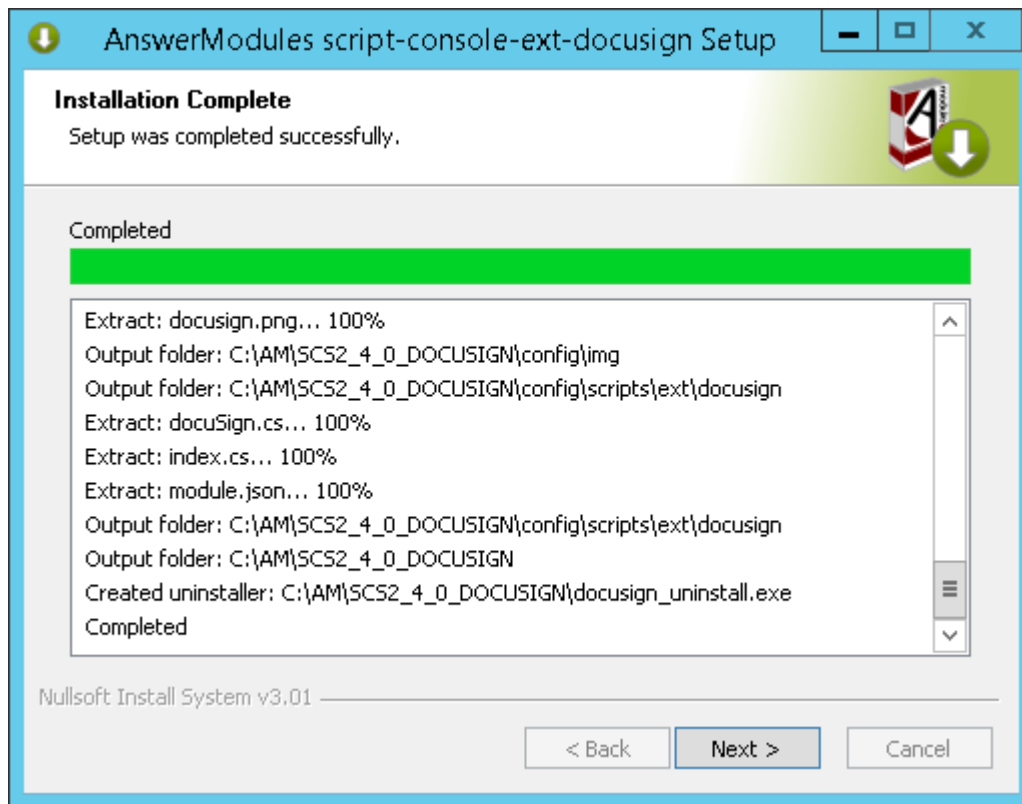 AnswerModules script-console-ext-docusign Setup
Installation Complete
Setup was completed successfully.
Completed
Extract: docusign.png... 100%
Output folder: C:\AM\SCS2_4_0_DOCUSIGN\config\img
Output folder: C:\AM\SCS2_4_0_DOCUSIGN\config\scripts\ext\docusign
Extract: docuSign.cs... 100%
Extract: index.cs... 100%
Extract: module.json... 100%
Output folder: C:\AM\SCS2_4_0_DOCUSIGN\config\scripts\ext\docusign
Output folder: C:\AM\SCS2_4_0_DOCUSIGN
Created uninstaller: C:\AM\SCS2_4_0_DOCUSIGN\docusign_uninstall.exe
Completed
Nullsoft Install System v3.01
< Back
Next >
Cancel